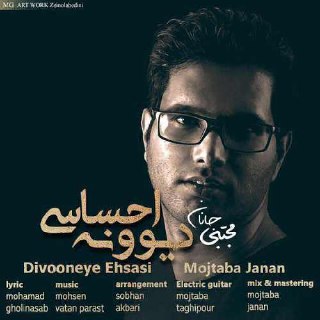 MG ART WORK Zeinolabedini
احساسی
دیوونه
مجتبی جانان
Divooneye Ehsasi Mojtaba Janan
lyric music arrangement Electric guitar mix & mastering
mohamad mohsen sobhan mojtaba mojtaba
gholinasab vatan parast akbari taghipour janan